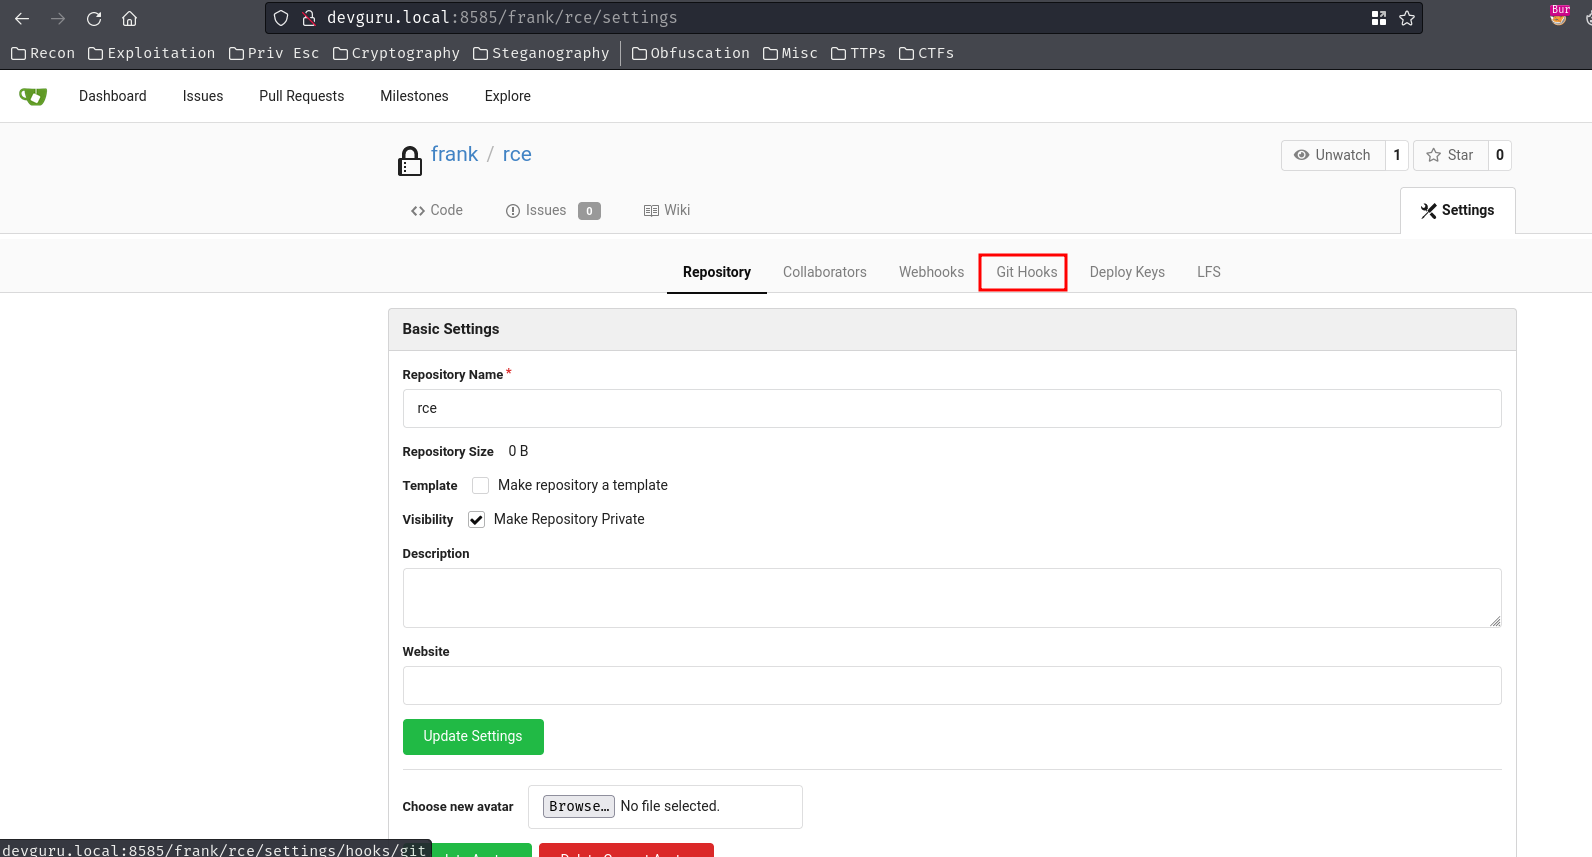 devguru.local:8585/frank/rce/settings
Bur
Recon Exploitation Priv Esc Cryptography Steganography Obfuscation Misc TTPs CTFs
Dashboard Issues Pull Requests Milestones Explore
frank / rce
Unwatch 1 Star 0
Code Issues 0 Wiki Settings
Repository Collaborators Webhooks Git Hooks Deploy Keys LFS
Basic Settings
Repository Name*
rce
Repository Size 0 B
Template Make repository a template
Visibility Make Repository Private
Description
Website
Update Settings
Choose new avatar Browse… No file selected.
devguru.local:8585/frank/rce/settings/hooks/git